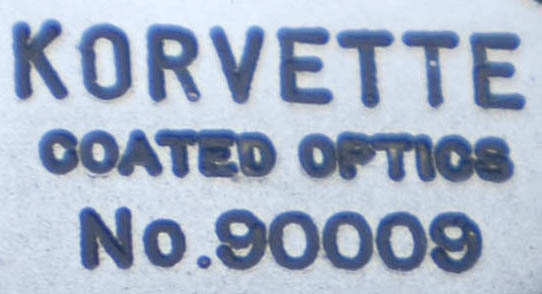 KORVETTE
COATED OPTICS
No.90009